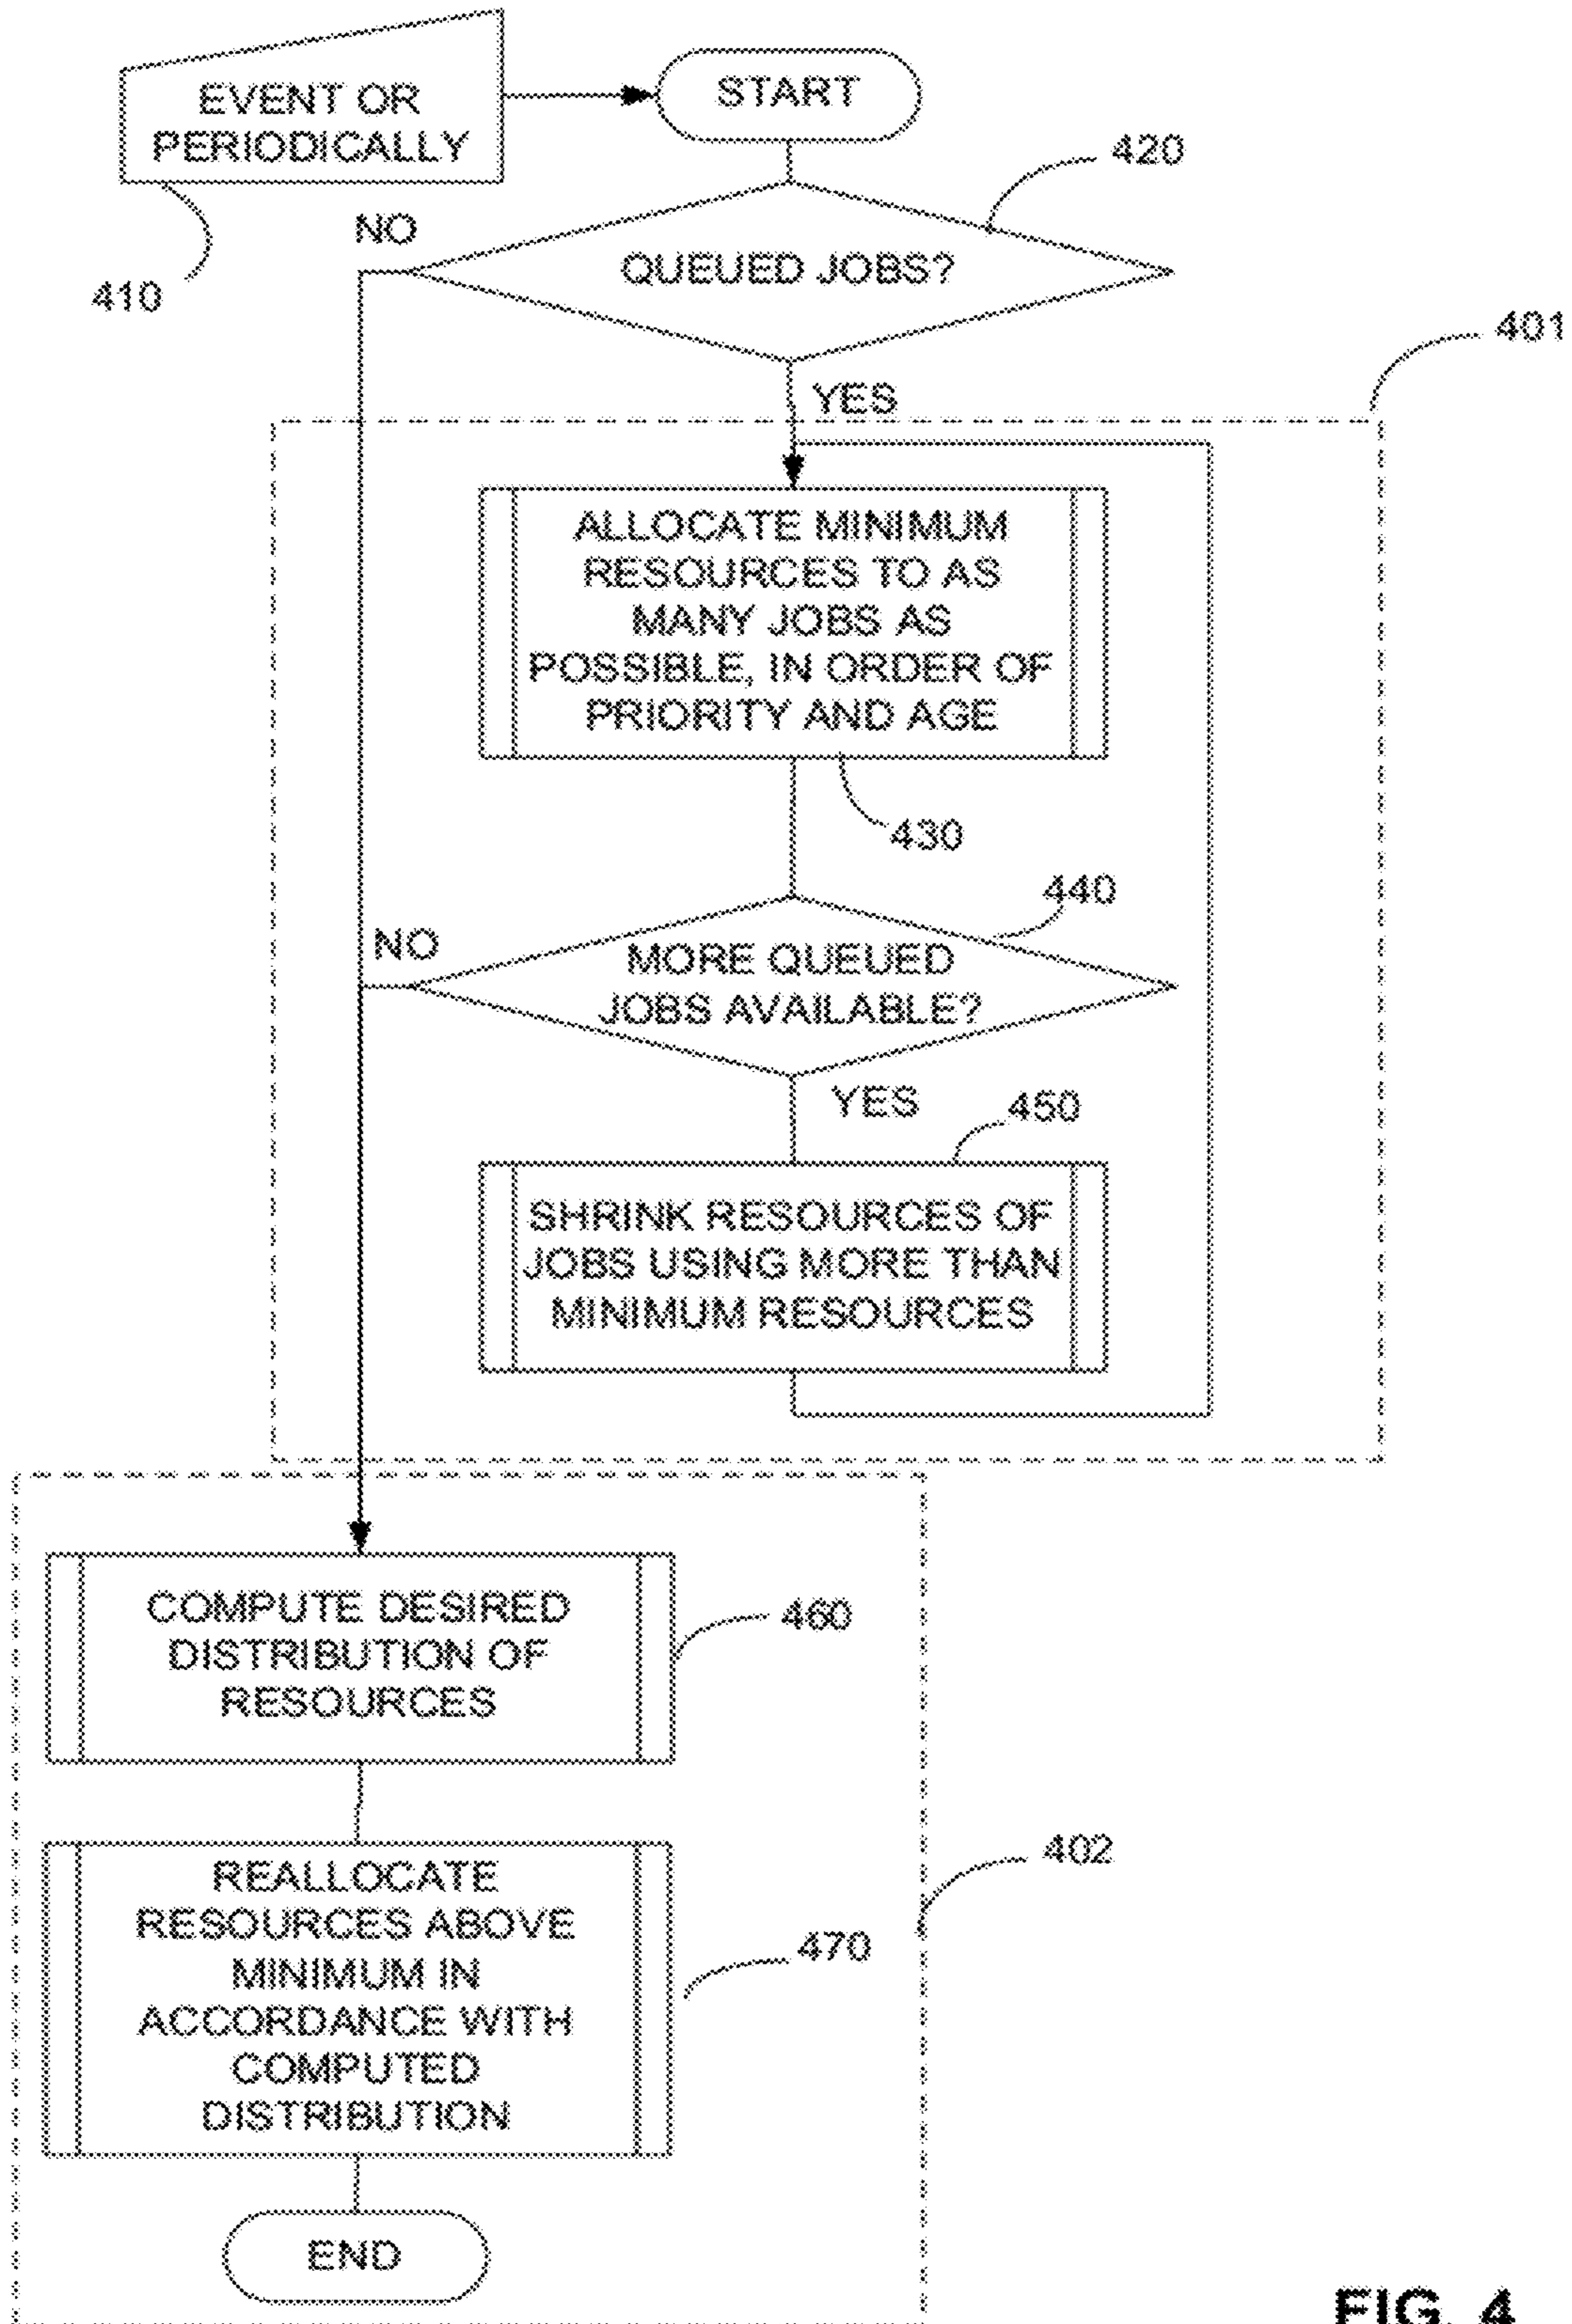 EVENT OR
PERIODICALLY
START
420
NO
QUEUED JOBS?
410
401
YES
ALLOCATE MINIMUM
RESOURCES TO AS
MANY JOBS AS
POSSIBLE, IN ORDER OF
PRIORITY AND AGE
430
440
NO
MORE QUEUED
JOBS AVAILABLE?
YES
450
SHRINK RESOURCES OF
JOBS USING MORE THAN
MINIMUM RESOURCES
COMPUTE DESIRED
DISTRIBUTION OF
RESOURCES
460
REALLOCATE
RESOURCES ABOVE
MINIMUM IN
ACCORDANCE WITH
COMPUTED
DISTRIBUTION
402
470
END
FIG. 4